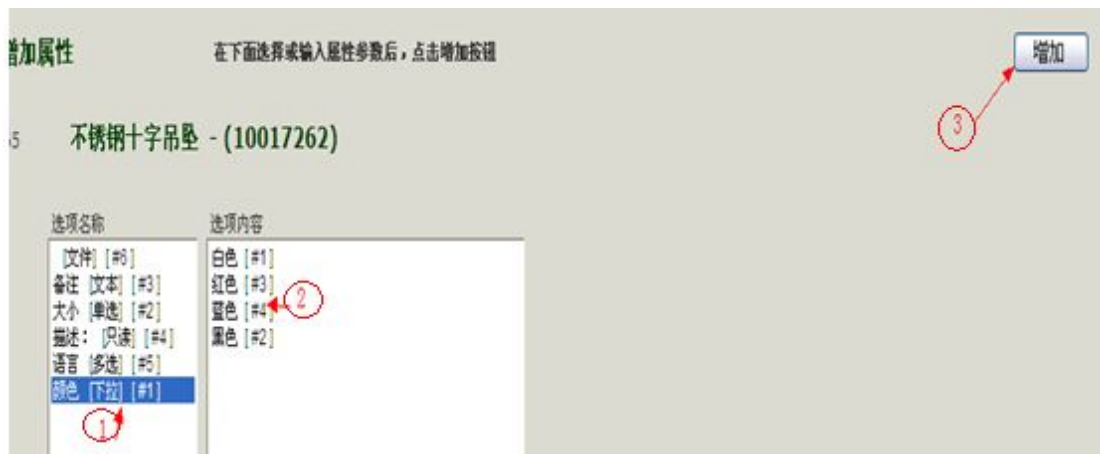 增加属性 在下面选择或输入属性参数后,点击增加按钮 增加
3
不锈钢十字吊坠 - (10017262)
选项名称 选项内容
[文件] [#6]
备注 [文本] [#3]
大小 [单选] [#2]
描述: [只读] [#4]
语言 [多选] [#5]
颜色 [下拉] [#1]
1
白色 [#1]
红色 [#3]
蓝色 [#4]
2
黑色 [#2]